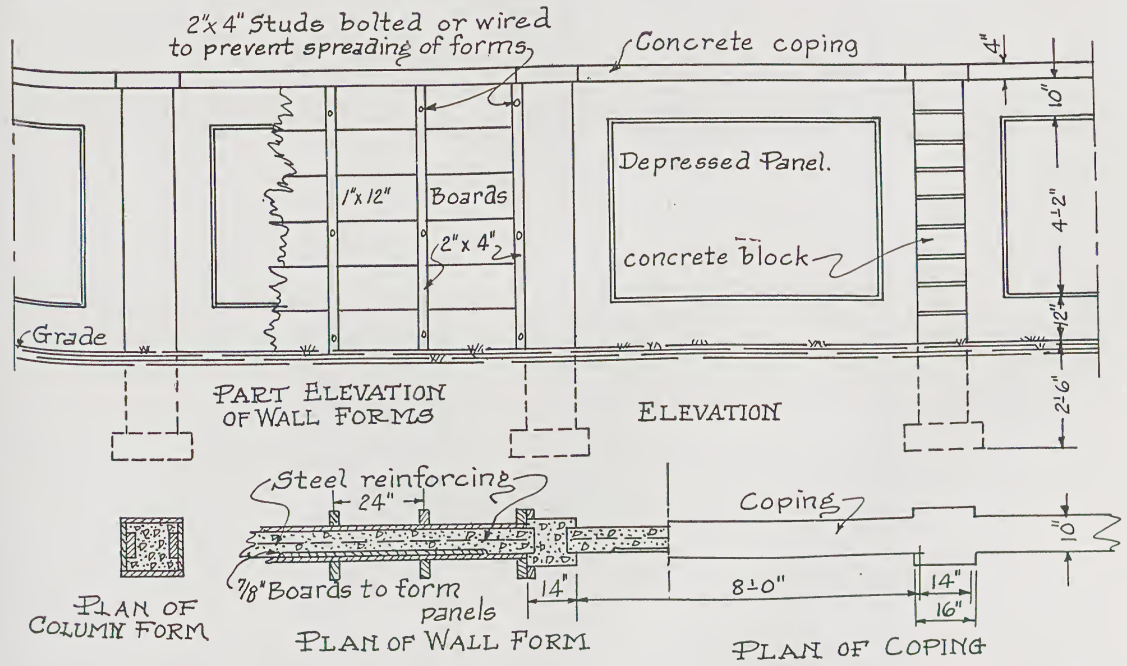 2"x 4" Studs bolted or wired
to prevent spreading of forms
Concrete coping
4"
10"
Depressed Panel.
1"x 12"
Boards
4'-2"
2"x 4"
concrete block
12"
Grade
2'-6"
PART ELEVATION
OF WALL FORMS
ELEVATION
Steel reinforcing
24"
Coping
10"
7/8" Boards to form
panels
14"
8'-0"
14"
16"
PLAN OF
COLUMN FORM
PLAN OF WALL FORM
PLAN OF COPING